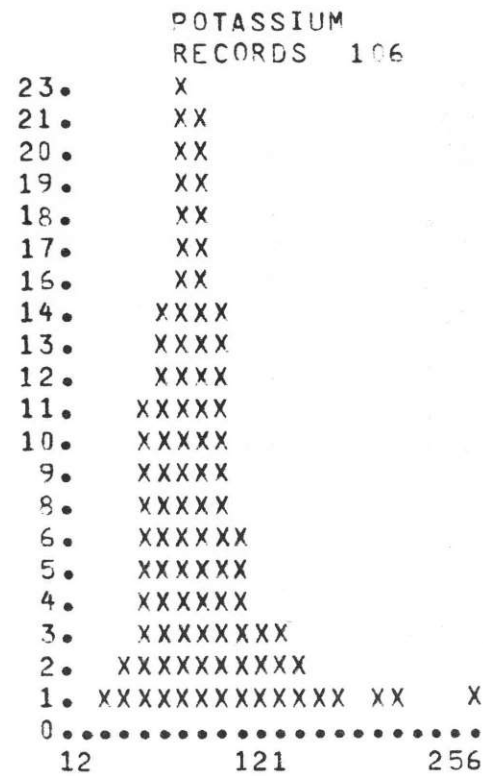 POTASSIUM
RECORDS 106
23. X
21. XX
20. XX
19. XX
18. XX
17. XX
16. XX
14. XXXX
13. XXXX
12. XXXX
11. XXXXX
10. XXXXX
9. XXXXX
8. XXXXX
6. XXXXXX
5. XXXXXX
4. XXXXXX
3. XXXXXXXX
2. XXXXXXXXXX
1. XXXXXXXXXXXXX XX X
0......................
12 121 256